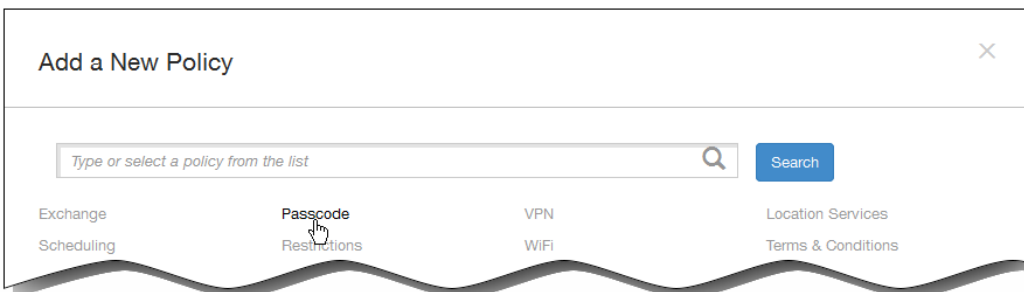 Add a New Policy
Type or select a policy from the list
Search
Exchange Passcode VPN Location Services
Scheduling Restrictions WiFi Terms & Conditions